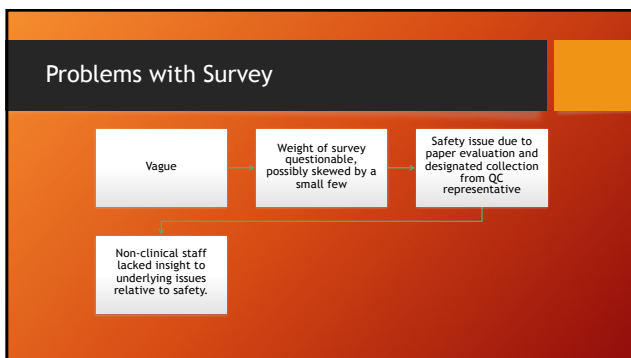 Problems with Survey
Vague
Weight of survey
questionable,
possibly skewed by a
small few
Safety issue due to
paper evaluation and
designated collection
from QC
representative
Non-clinical staff
lacked insight to
underlying issues
relative to safety.